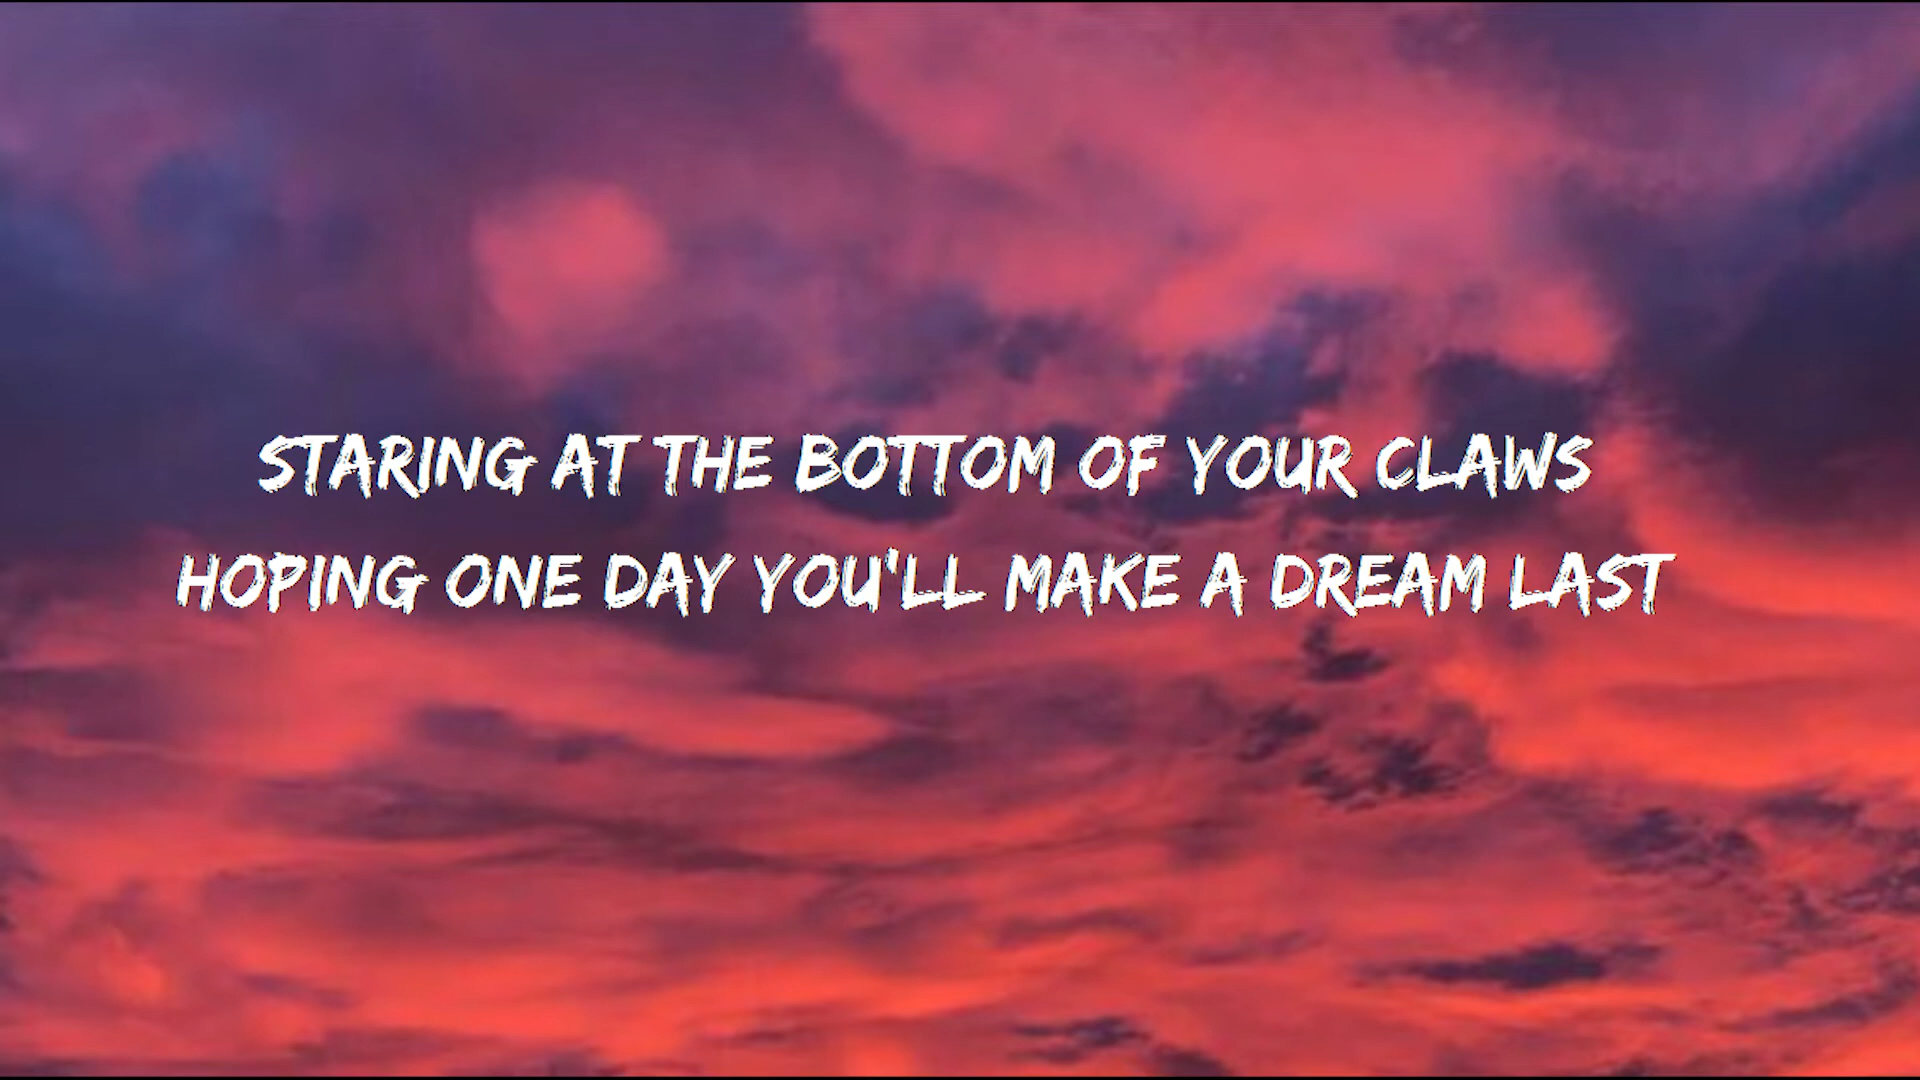 STARING AT THE BOTTOM OF YOUR CLAWS
HOPING ONE DAY YOU'LL MAKE A DREAM LAST